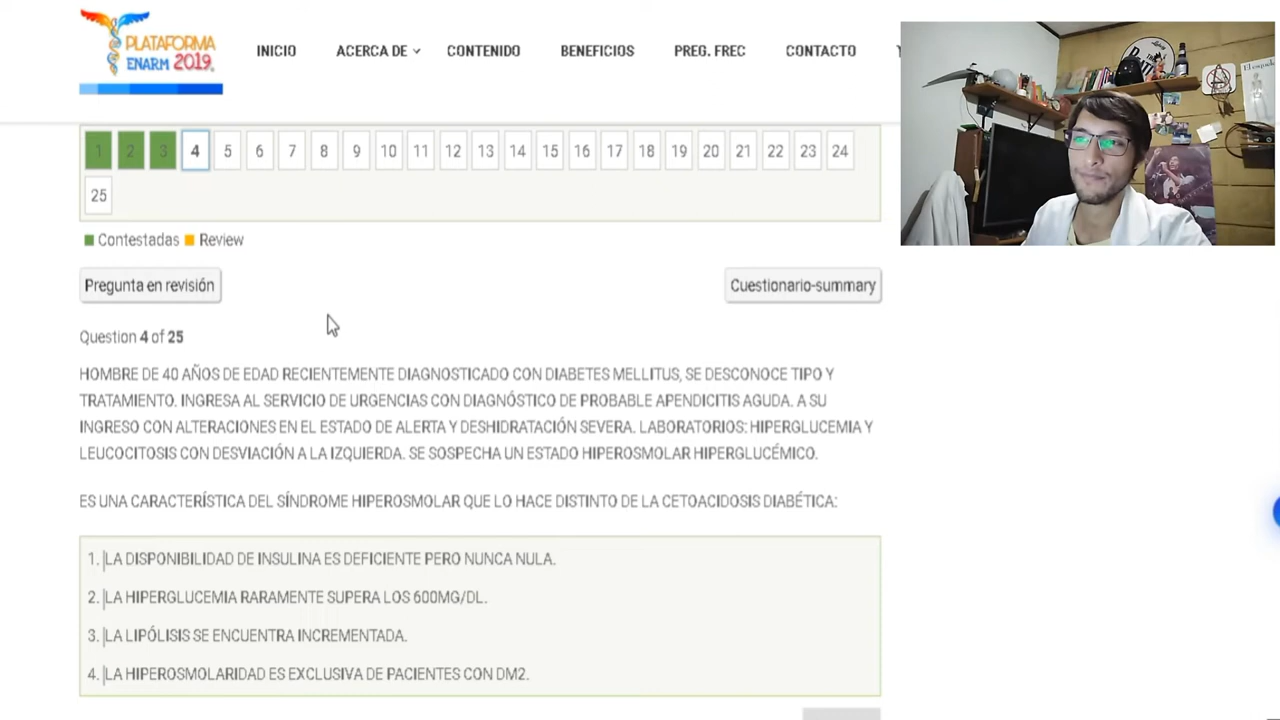 PLATAFORMA
ENARM 2019
INICIO ACERCA DE CONTENIDO BENEFICIOS PREG. FREC CONTACTO
1 2 3 4 5 6 7 8 9 10 11 12 13 14 15 16 17 18 19 20 21 22 23 24
25
Contestadas Review
Pregunta en revisión Cuestionario-summary
Question 4 of 25
HOMBRE DE 40 AÑOS DE EDAD RECIENTEMENTE DIAGNOSTICADO CON DIABETES MELLITUS, SE DESCONOCE TIPO Y
TRATAMIENTO. INGRESA AL SERVICIO DE URGENCIAS CON DIAGNÓSTICO DE PROBABLE APENDICITIS AGUDA. A SU
INGRESO CON ALTERACIONES EN EL ESTADO DE ALERTA Y DESHIDRATACIÓN SEVERA. LABORATORIOS: HIPERGLUCEMIA Y
LEUCOCITOSIS CON DESVIACIÓN A LA IZQUIERDA. SE SOSPECHA UN ESTADO HIPEROSMOLAR HIPERGLUCÉMICO.
ES UNA CARACTERÍSTICA DEL SÍNDROME HIPEROSMOLAR QUE LO HACE DISTINTO DE LA CETOACIDOSIS DIABÉTICA:
1. LA DISPONIBILIDAD DE INSULINA ES DEFICIENTE PERO NUNCA NULA.
2. LA HIPERGLUCEMIA RARAMENTE SUPERA LOS 600MG/DL.
3. LA LIPÓLISIS SE ENCUENTRA INCREMENTADA.
4. LA HIPEROSMOLARIDAD ES EXCLUSIVA DE PACIENTES CON DM2.